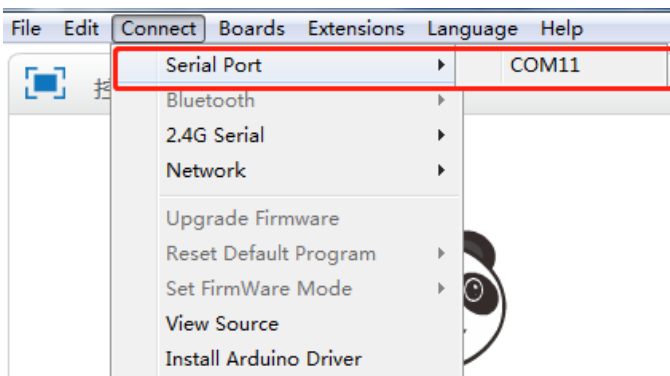 File Edit Connect Boards Extensions Language Help
Serial Port COM11
Bluetooth
2.4G Serial
Network
Upgrade Firmware
Reset Default Program
Set FirmWare Mode
View Source
Install Arduino Driver